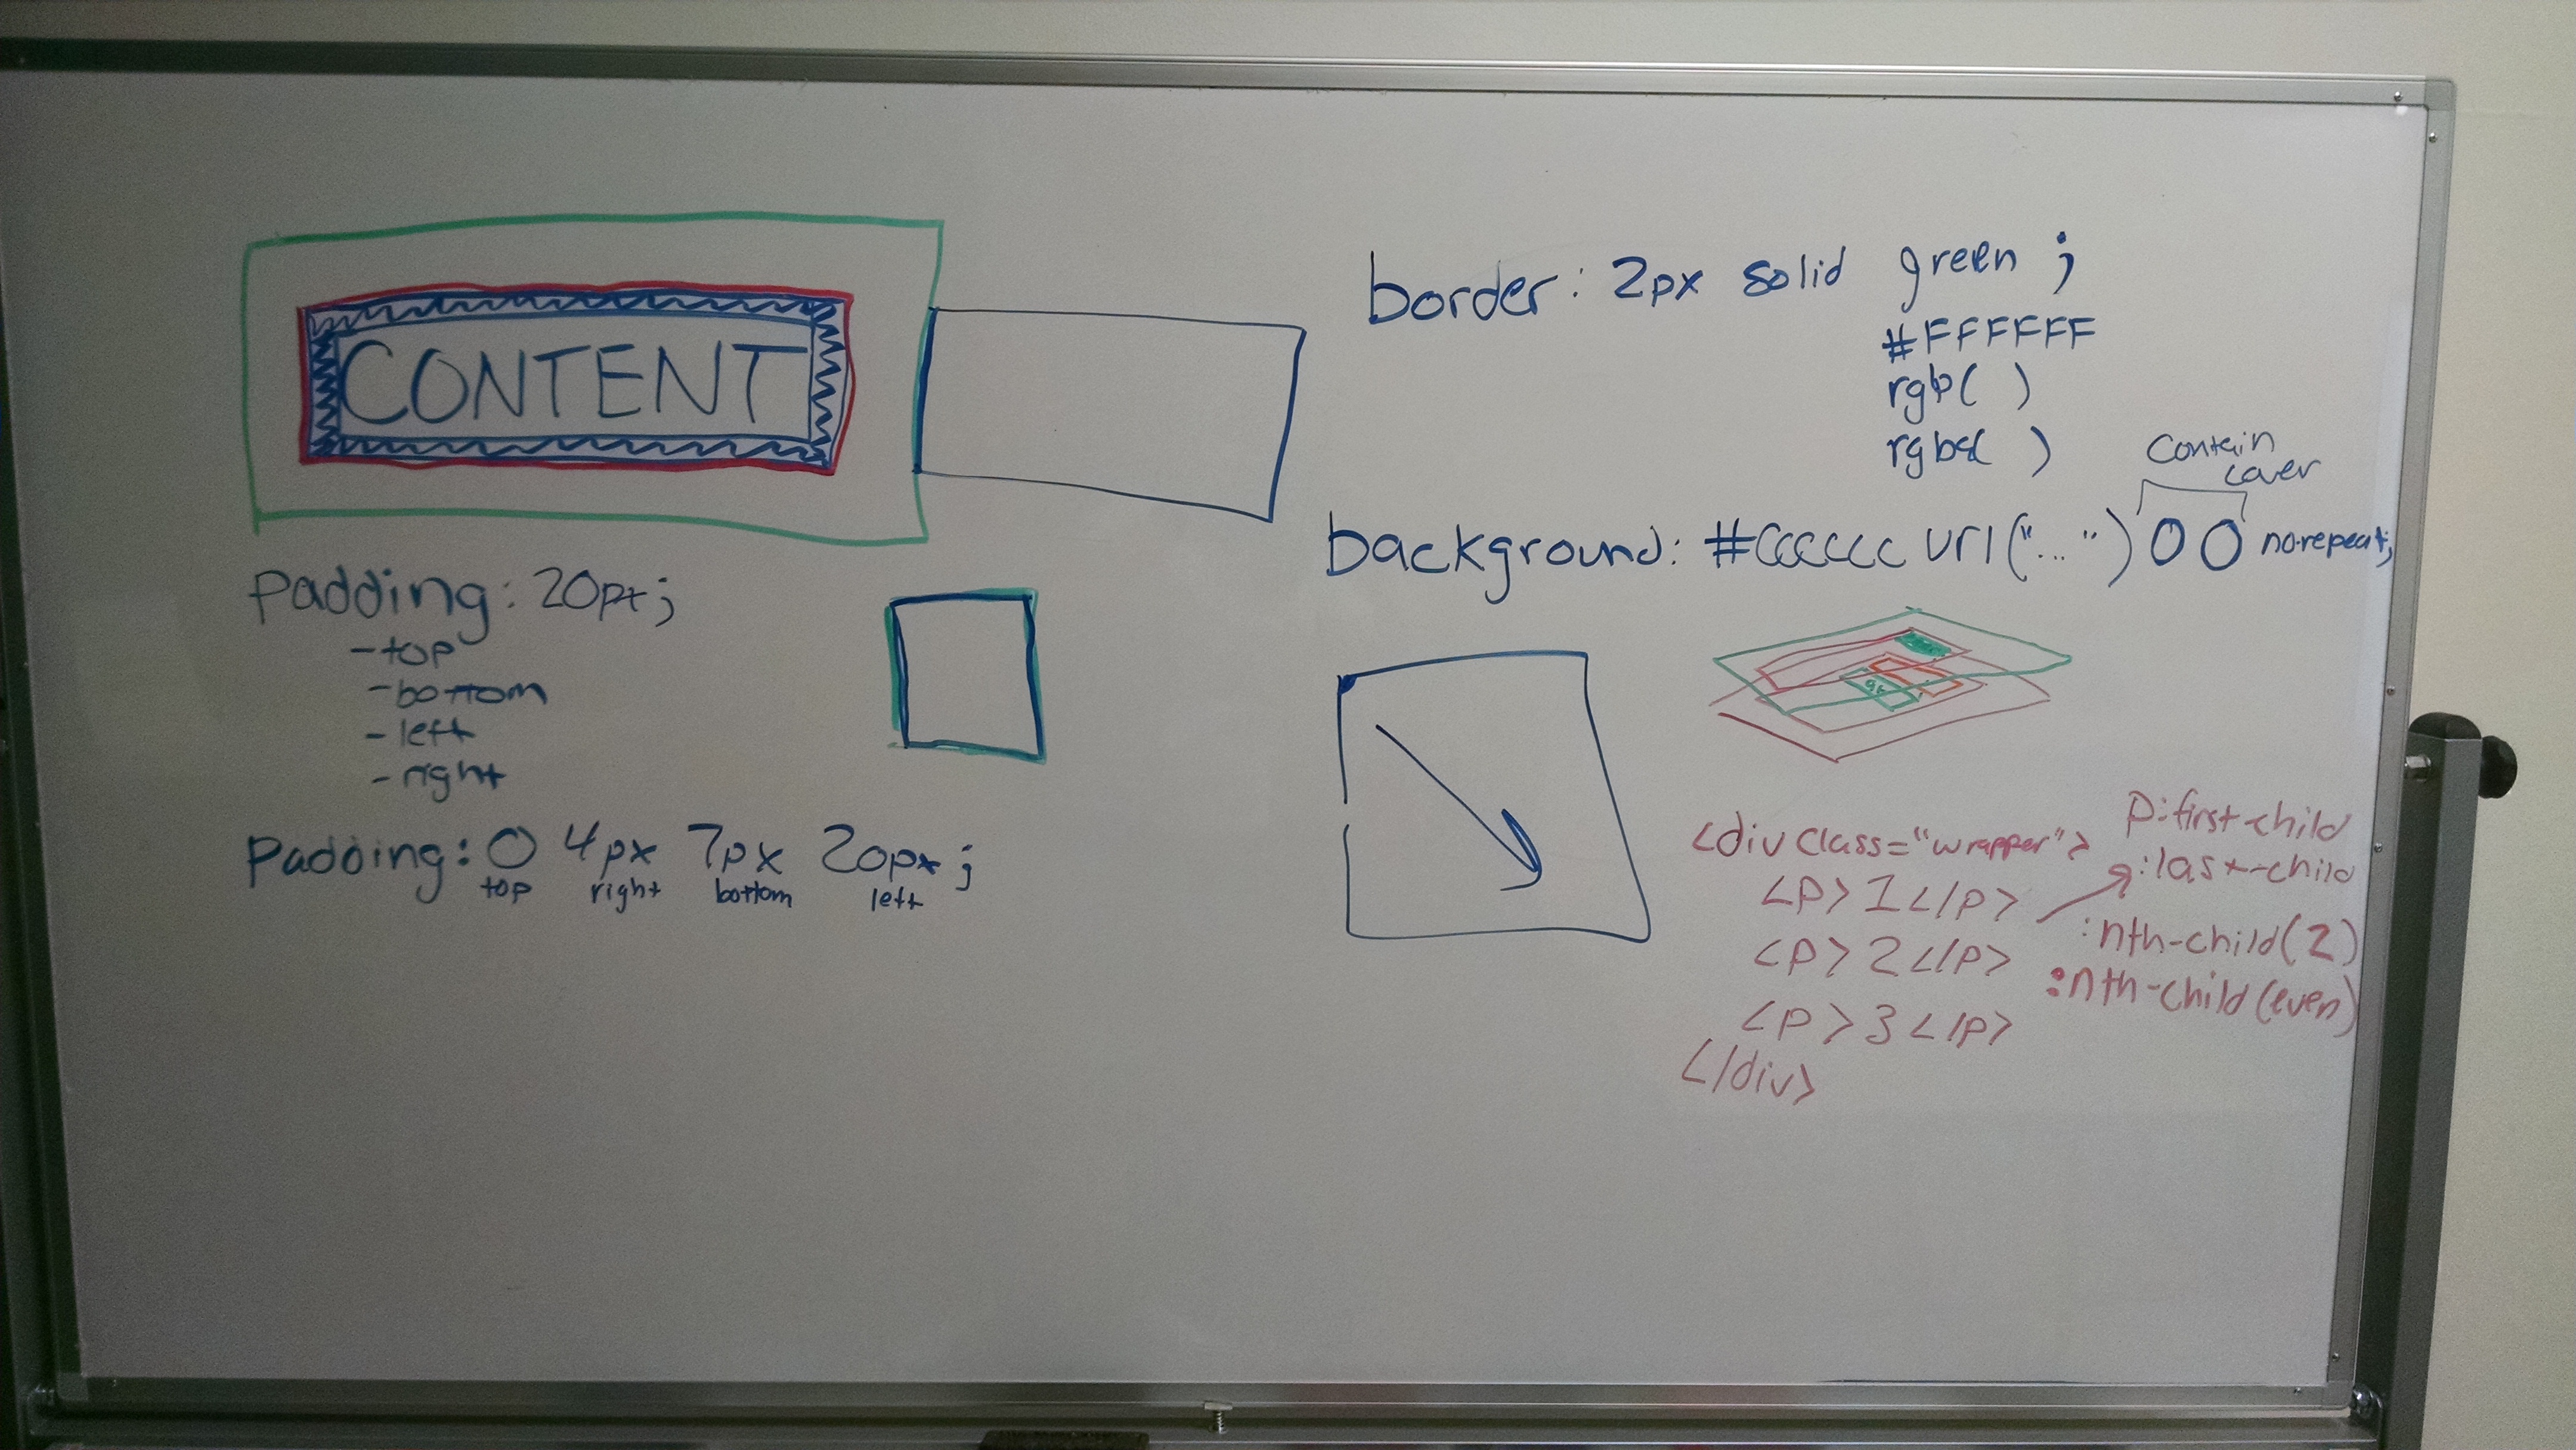 CONTENT
padding: 20px;
-top
-bottom
-left
-right
padding: 0 4px 7px 20px;
top right bottom left
border: 2px solid green;
#FFFFFF
rgb( )
rgba( )
contain
cover
background: #CCCCCC url("...") 0 0 no-repeat;
<div class="wrapper">
<p>1</p>
<p>2</p>
<p>3</p>
</div>
p:first-child
:last-child
:nth-child(2)
:nth-child(even)